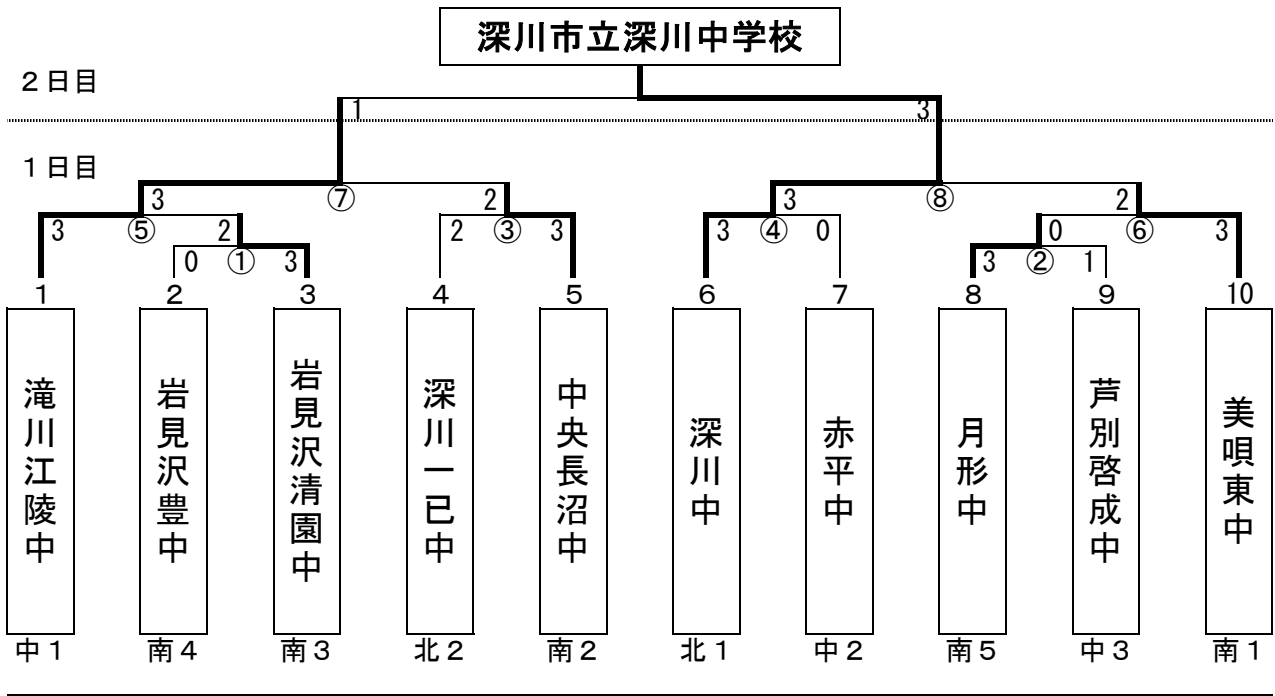 深川市立深川中学校
2日目
1 3
1日目
3 ⑦ 2 3 ⑧ 2
3 ⑤ 2 2 ③ 3 3 ④ 0 0 ⑥ 3
0 ① 3 3 ② 1
1 2 3 4 5 6 7 8 9 10
滝川江陵中
岩見沢豊中
岩見沢清園中
深川一已中
中央長沼中
深川中
赤平中
月形中
芦別啓成中
美唄東中
中1 南4 南3 北2 南2 北1 中2 南5 中3 南1